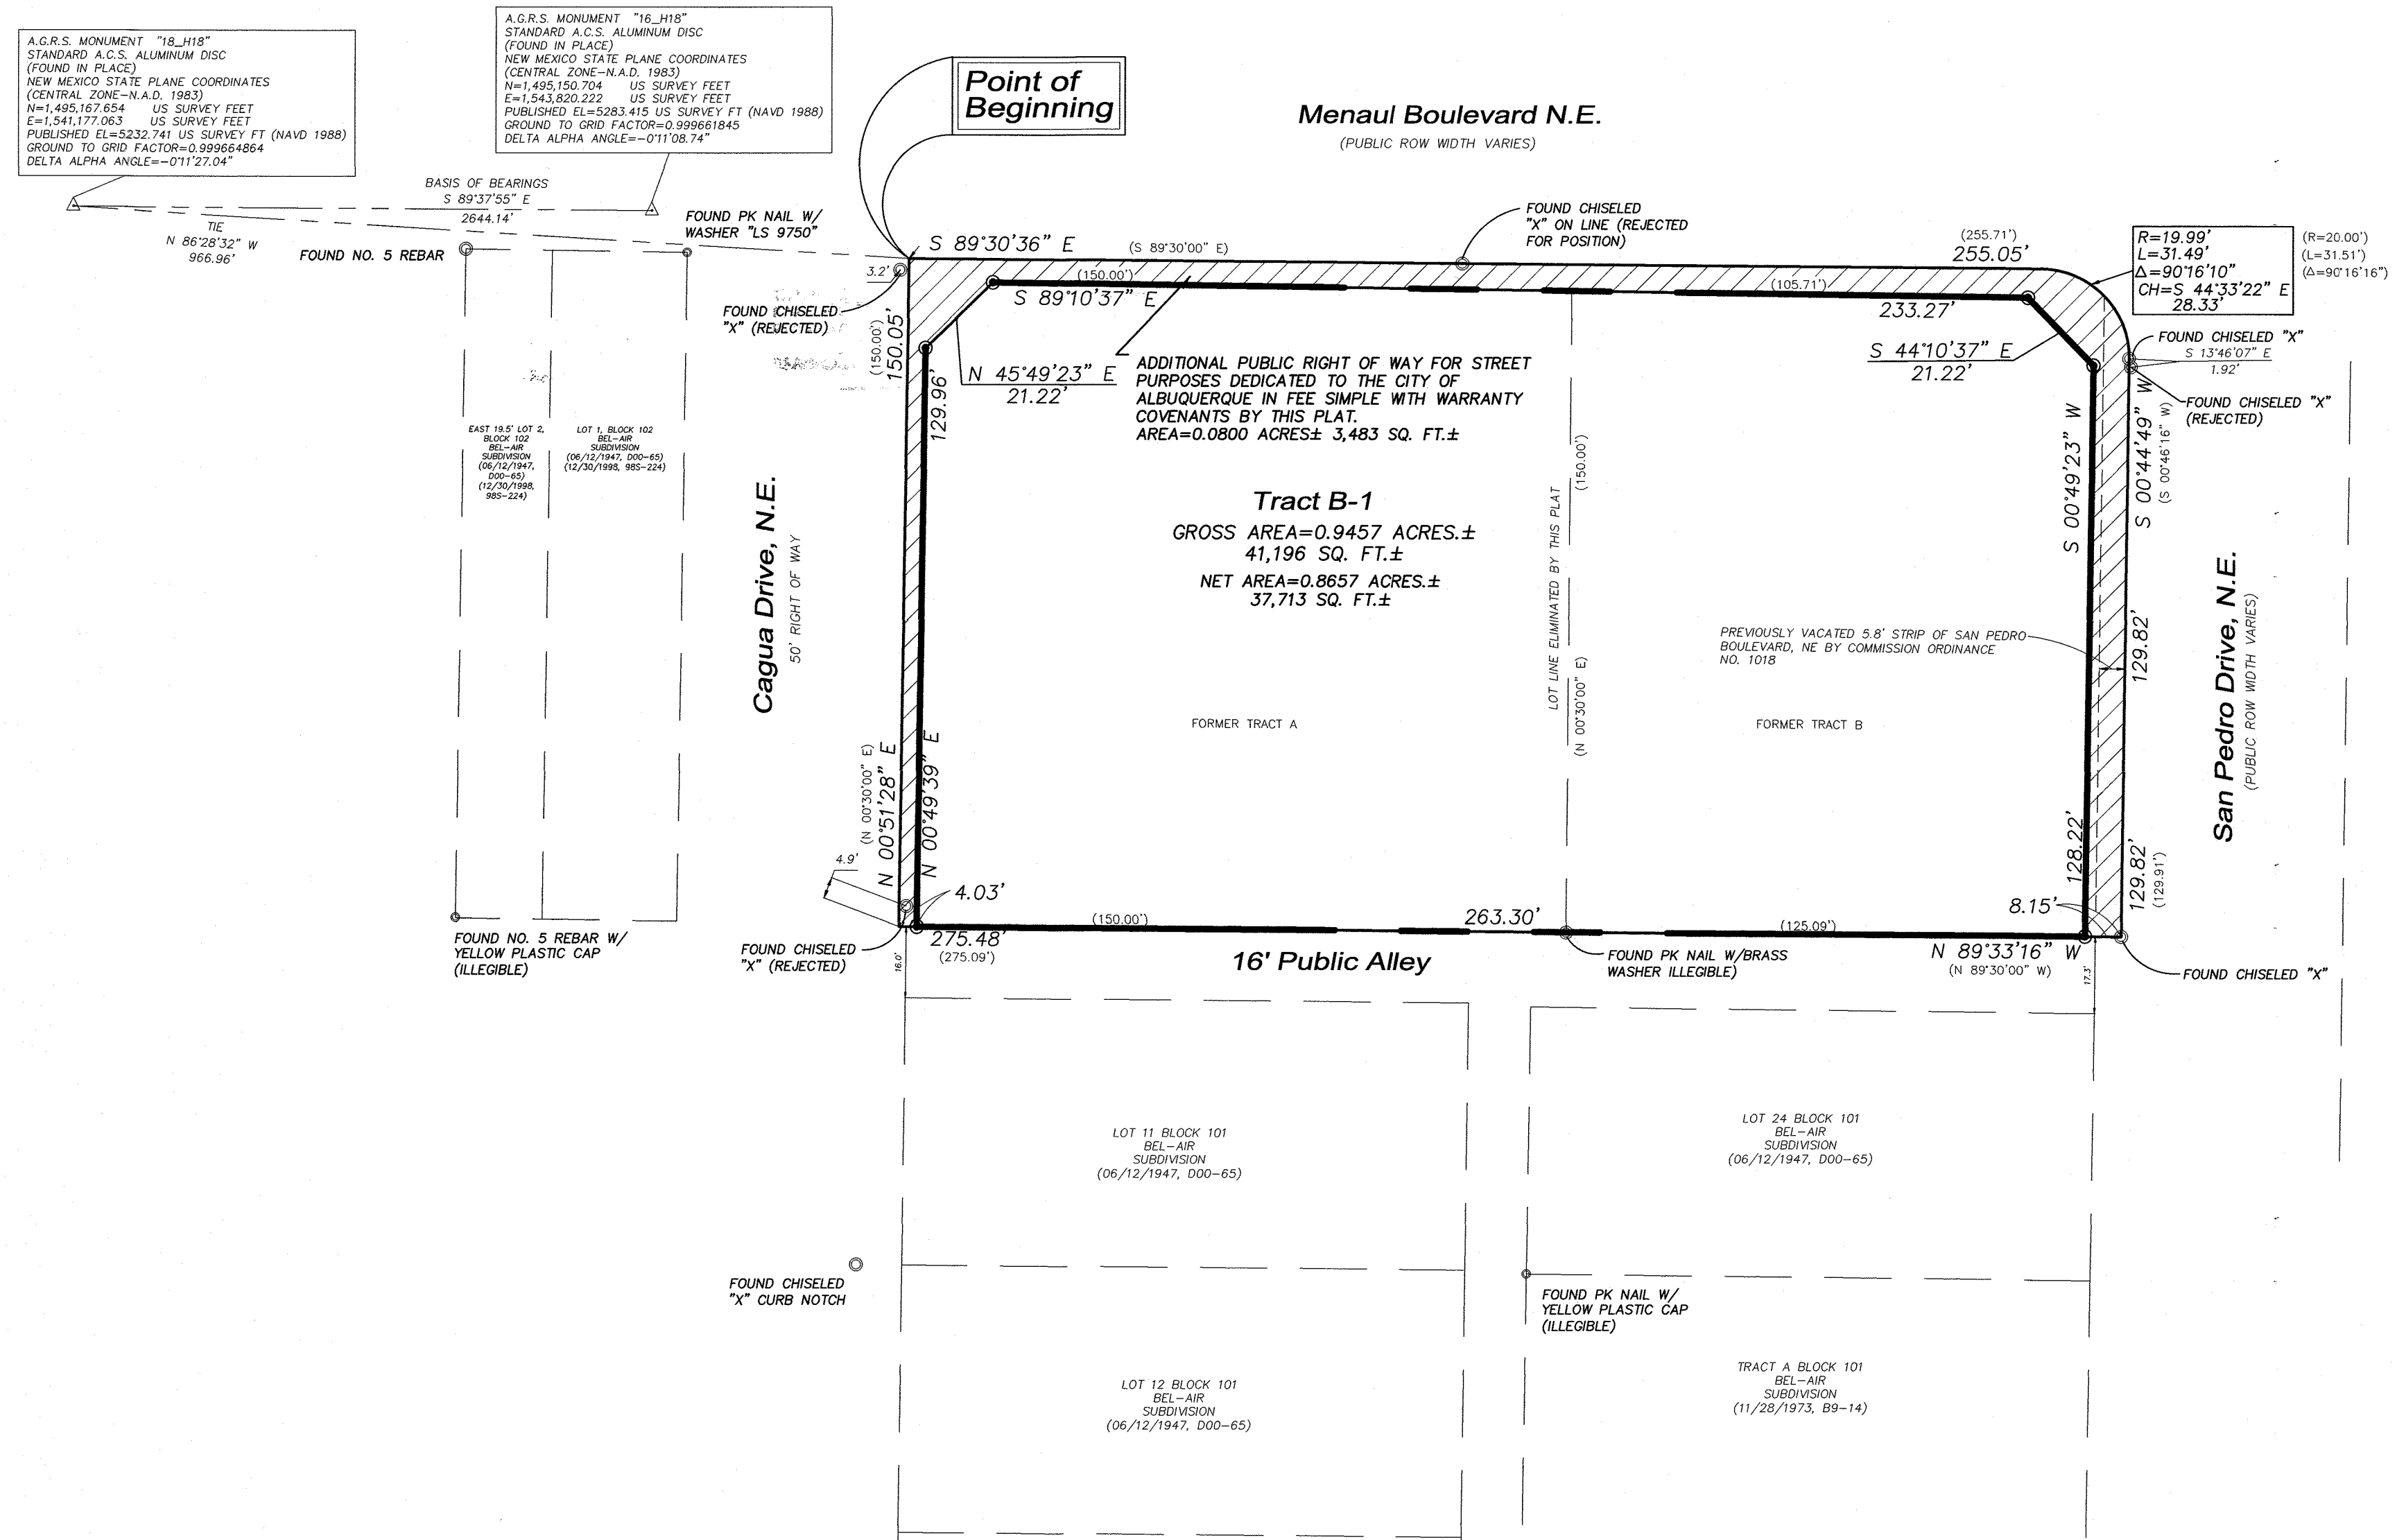 A.G.R.S. MONUMENT "18_H18"
STANDARD A.C.S. ALUMINUM DISC
(FOUND IN PLACE)
NEW MEXICO STATE PLANE COORDINATES
(CENTRAL ZONE-N.A.D. 1983)
N=1,495,167.654 US SURVEY FEET
E=1,541,177.063 US SURVEY FEET
PUBLISHED EL=5232.741 US SURVEY FT (NAVD 1988)
GROUND TO GRID FACTOR=0.999664864
DELTA ALPHA ANGLE=-0°11'27.04"
A.G.R.S. MONUMENT "16_H18"
STANDARD A.C.S. ALUMINUM DISC
(FOUND IN PLACE)
NEW MEXICO STATE PLANE COORDINATES
(CENTRAL ZONE-N.A.D. 1983)
N=1,495,150.704 US SURVEY FEET
E=1,543,820.222 US SURVEY FEET
PUBLISHED EL=5283.415 US SURVEY FT (NAVD 1988)
GROUND TO GRID FACTOR=0.999661845
DELTA ALPHA ANGLE=-0°11'08.74"
Point of
Beginning
Menaul Boulevard N.E.
(PUBLIC ROW WIDTH VARIES)
BASIS OF BEARINGS
S 89°37'55" E
2644.14'
TIE
N 86°28'32" W
966.96'
FOUND NO. 5 REBAR
FOUND PK NAIL W/
WASHER "LS 9750"
S 89°30'36" E
(S 89°30'00" E)
FOUND CHISELED
"X" ON LINE (REJECTED
FOR POSITION)
(255.71')
255.05'
R=19.99'
L=31.49'
Δ=90°16'10"
CH=S 44°33'22" E
28.33'
(R=20.00')
(L=31.51')
(Δ=90°16'16")
3.2'
FOUND CHISELED
"X" (REJECTED)
(150.00')
S 89°10'37" E
(105.71')
233.27'
(150.00')
150.05'
129.96'
N 45°49'23" E
21.22'
ADDITIONAL PUBLIC RIGHT OF WAY FOR STREET
PURPOSES DEDICATED TO THE CITY OF
ALBUQUERQUE IN FEE SIMPLE WITH WARRANTY
COVENANTS BY THIS PLAT.
AREA=0.0800 ACRES± 3,483 SQ. FT.±
S 44°10'37" E
21.22'
FOUND CHISELED "X"
S 13°46'07" E
1.92'
FOUND CHISELED "X"
(REJECTED)
EAST 19.5' LOT 2,
BLOCK 102
BEL-AIR
SUBDIVISION
(06/12/1947,
D00-65)
(12/30/1998,
98S-224)
LOT 1, BLOCK 102
BEL-AIR
SUBDIVISION
(06/12/1947, D00-65)
(12/30/1998, 98S-224)
Cagua Drive, N.E.
50' RIGHT OF WAY
Tract B-1
GROSS AREA=0.9457 ACRES.±
41,196 SQ. FT.±
NET AREA=0.8657 ACRES.±
37,713 SQ. FT.±
(150.00')
LOT LINE ELIMINATED BY THIS PLAT
(N 00°30'00" E)
S 00°49'23" W
S 00°44'49" W
(S 00°46'16" W)
PREVIOUSLY VACATED 5.8' STRIP OF SAN PEDRO
BOULEVARD, NE BY COMMISSION ORDINANCE
NO. 1018
129.82'
San Pedro Drive, N.E.
(PUBLIC ROW WIDTH VARIES)
FORMER TRACT A
FORMER TRACT B
(N 00°30'00" E)
N 00°51'28" E
N 00°49'39" E
4.9'
4.03'
128.22'
129.82'
(129.91')
8.15'
FOUND NO. 5 REBAR W/
YELLOW PLASTIC CAP
(ILLEGIBLE)
FOUND CHISELED
"X" (REJECTED)
(150.00')
263.30'
(125.09')
275.48'
(275.09')
16.0'
16' Public Alley
FOUND PK NAIL W/BRASS
WASHER ILLEGIBLE)
N 89°33'16" W
(N 89°30'00" W)
17.3'
FOUND CHISELED "X"
LOT 11 BLOCK 101
BEL-AIR
SUBDIVISION
(06/12/1947, D00-65)
LOT 24 BLOCK 101
BEL-AIR
SUBDIVISION
(06/12/1947, D00-65)
FOUND CHISELED
"X" CURB NOTCH
FOUND PK NAIL W/
YELLOW PLASTIC CAP
(ILLEGIBLE)
LOT 12 BLOCK 101
BEL-AIR
SUBDIVISION
(06/12/1947, D00-65)
TRACT A BLOCK 101
BEL-AIR
SUBDIVISION
(11/28/1973, B9-14)